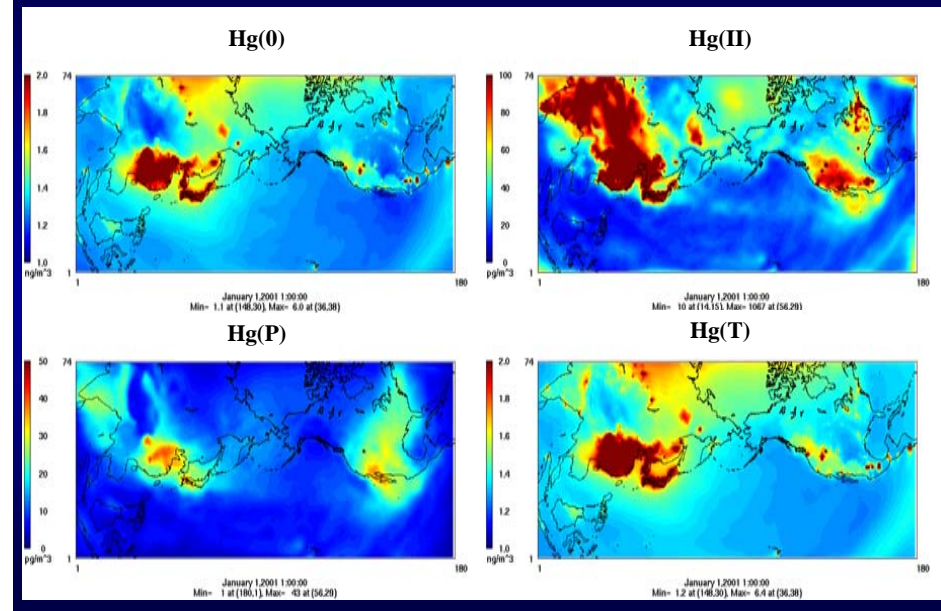 Hg(0)
Hg(II)
2.0
1.8
1.6
1.4
1.2
1.0
ng/m^3
74
1
1
180
January 1,2001 1:00:00
Min= 1.1 at (148,30), Max= 6.0 at (36,38)
100
80
60
40
20
0
pg/m^3
74
1
1
180
January 1,2001 1:00:00
Min= 10 at (14,15), Max= 1067 at (56,29)
Hg(P)
Hg(T)
50
40
30
20
10
0
pg/m^3
74
1
1
180
January 1,2001 1:00:00
Min= 1 at (180,1), Max= 43 at (56,29)
2.0
1.8
1.6
1.4
1.2
1.0
ng/m^3
74
1
1
180
January 1,2001 1:00:00
Min= 1.2 at (148,30), Max= 6.4 at (36,38)